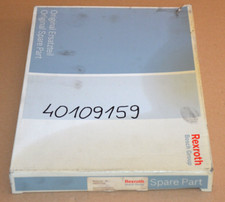 Original Ersatzteil
Original Spare Part
40109159
Rexroth
Bosch Group
Rexroth
Spare Part